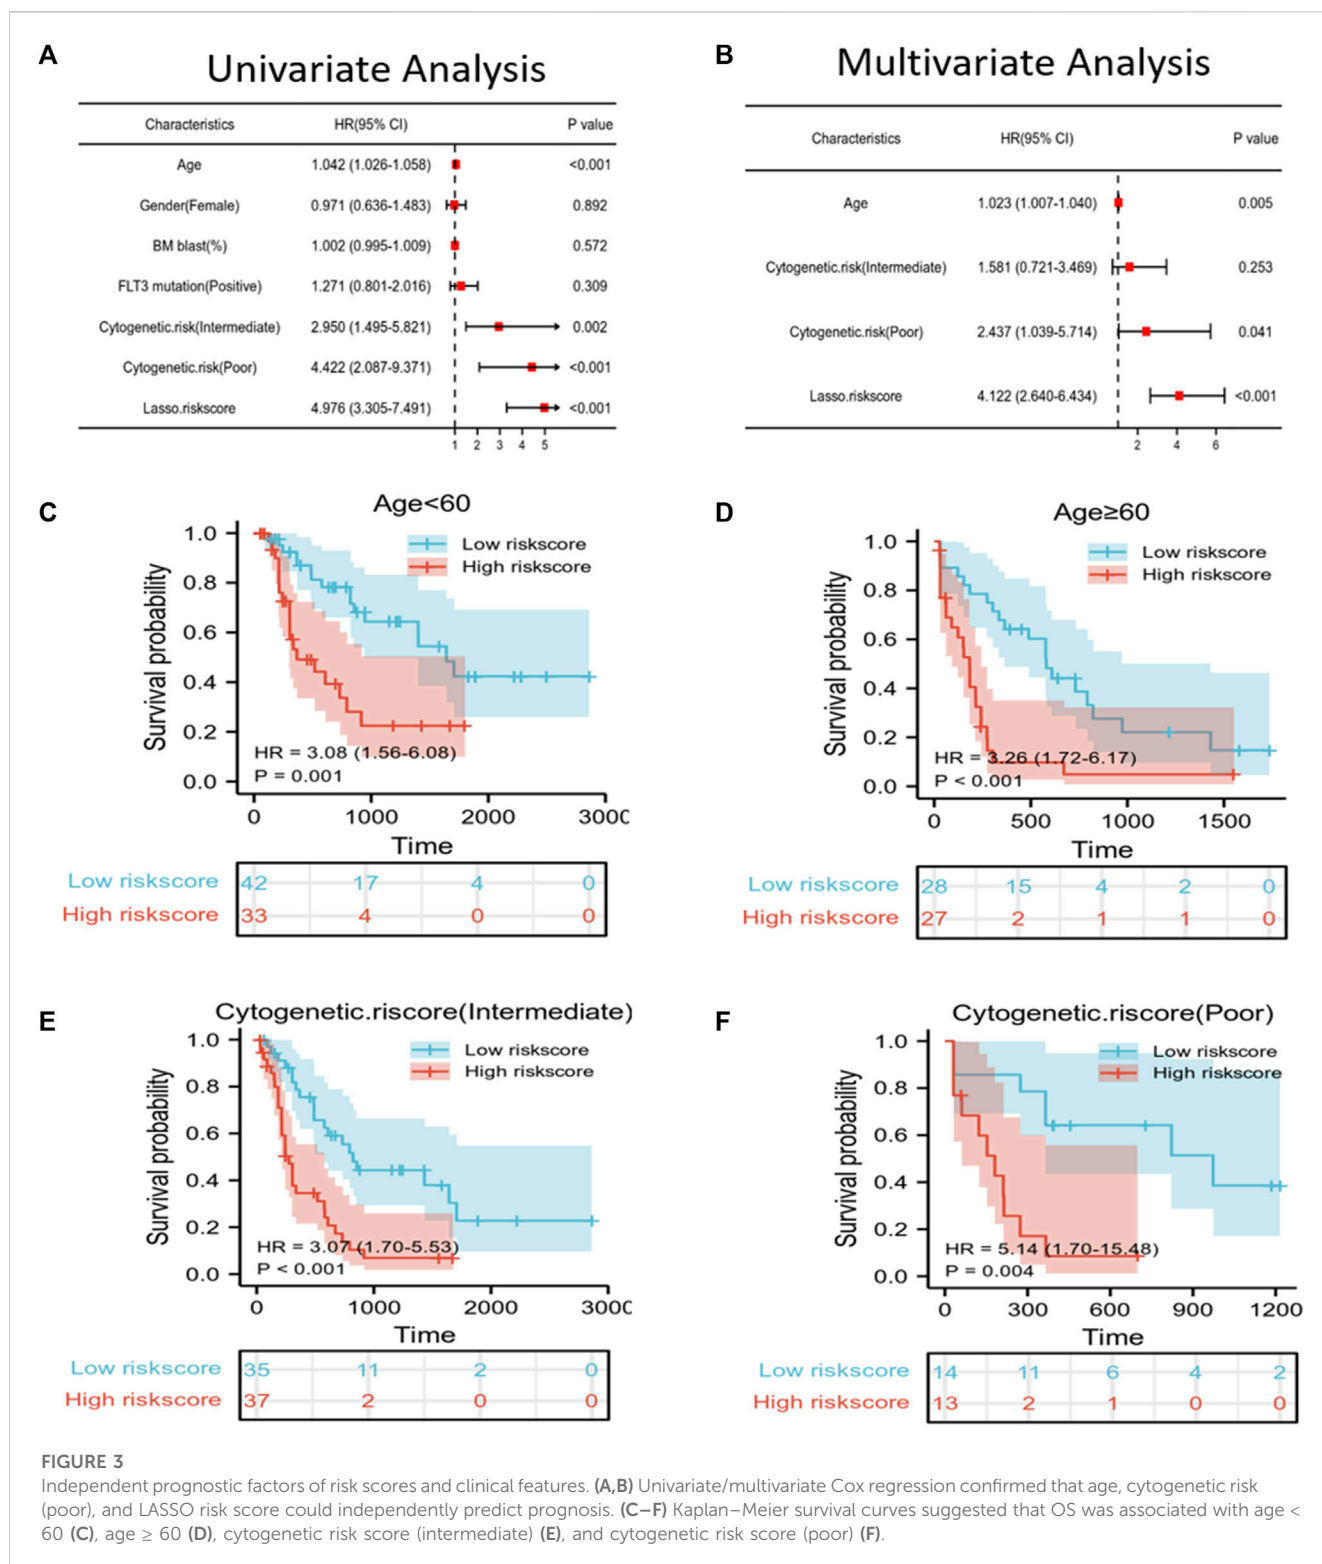 A
Univariate Analysis
Characteristics HR(95% CI) P value
Age 1.042 (1.026-1.058) <0.001
Gender(Female) 0.971 (0.636-1.483) 0.892
BM blast(%) 1.002 (0.995-1.009) 0.572
FLT3 mutation(Positive) 1.271 (0.801-2.016) 0.309
Cytogenetic.risk(Intermediate) 2.950 (1.495-5.821) 0.002
Cytogenetic.risk(Poor) 4.422 (2.087-9.371) <0.001
Lasso.riskscore 4.976 (3.305-7.491) <0.001
1 2 3 4 5
B
Multivariate Analysis
Characteristics HR(95% CI) P value
Age 1.023 (1.007-1.040) 0.005
Cytogenetic.risk(Intermediate) 1.581 (0.721-3.469) 0.253
Cytogenetic.risk(Poor) 2.437 (1.039-5.714) 0.041
Lasso.riskscore 4.122 (2.640-6.434) <0.001
2 4 6
C
Age<60
Survival probability
1.0
0.8
0.6
0.4
0.2
0.0
Low riskscore
High riskscore
HR = 3.08 (1.56-6.08)
P = 0.001
0 1000 2000 3000
Time
Low riskscore 42 17 4 0
High riskscore 33 4 0 0
D
Age≥60
Survival probability
1.0
0.8
0.6
0.4
0.2
0.0
Low riskscore
High riskscore
HR = 3.26 (1.72-6.17)
P < 0.001
0 500 1000 1500
Time
Low riskscore 28 15 4 2 0
High riskscore 27 2 1 1 0
E
Cytogenetic.riscore(Intermediate)
Survival probability
1.0
0.8
0.6
0.4
0.2
0.0
Low riskscore
High riskscore
HR = 3.07 (1.70-5.53)
P < 0.001
0 1000 2000 3000
Time
Low riskscore 35 11 2 0
High riskscore 37 2 0 0
F
Cytogenetic.riscore(Poor)
Survival probability
1.0
0.8
0.6
0.4
0.2
0.0
Low riskscore
High riskscore
HR = 5.14 (1.70-15.48)
P = 0.004
0 300 600 900 1200
Time
Low riskscore 14 11 6 4 2
High riskscore 13 2 1 0 0
FIGURE 3
Independent prognostic factors of risk scores and clinical features. (A,B) Univariate/multivariate Cox regression confirmed that age, cytogenetic risk
(poor), and LASSO risk score could independently predict prognosis. (C–F) Kaplan–Meier survival curves suggested that OS was associated with age <
60 (C), age ≥ 60 (D), cytogenetic risk score (intermediate) (E), and cytogenetic risk score (poor) (F).